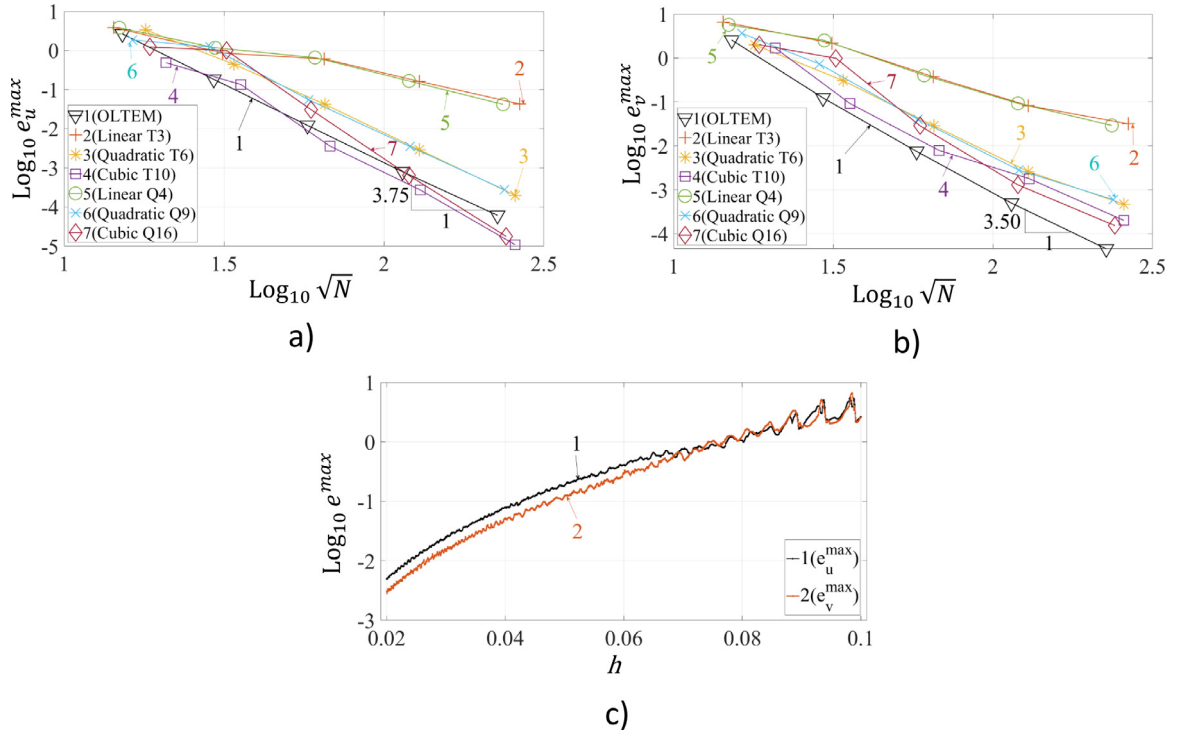 1
0
-1
-2
-3
-4
-5
Log₁₀ e_u^max
1(OLTEM)
2(Linear T3)
3(Quadratic T6)
4(Cubic T10)
5(Linear Q4)
6(Quadratic Q9)
7(Cubic Q16)
6
4
1
7
5
2
3
3.75
1
1
1.5
2
2.5
Log₁₀ √N
a)
1
0
-1
-2
-3
-4
Log₁₀ e_v^max
1(OLTEM)
2(Linear T3)
3(Quadratic T6)
4(Cubic T10)
5(Linear Q4)
6(Quadratic Q9)
7(Cubic Q16)
5
7
1
4
3
6
2
3.50
1
1
1.5
2
2.5
Log₁₀ √N
b)
1
0
-1
-2
-3
Log₁₀ e^max
1
2
1(e_u^max)
2(e_v^max)
0.02
0.04
0.06
0.08
0.1
h
c)